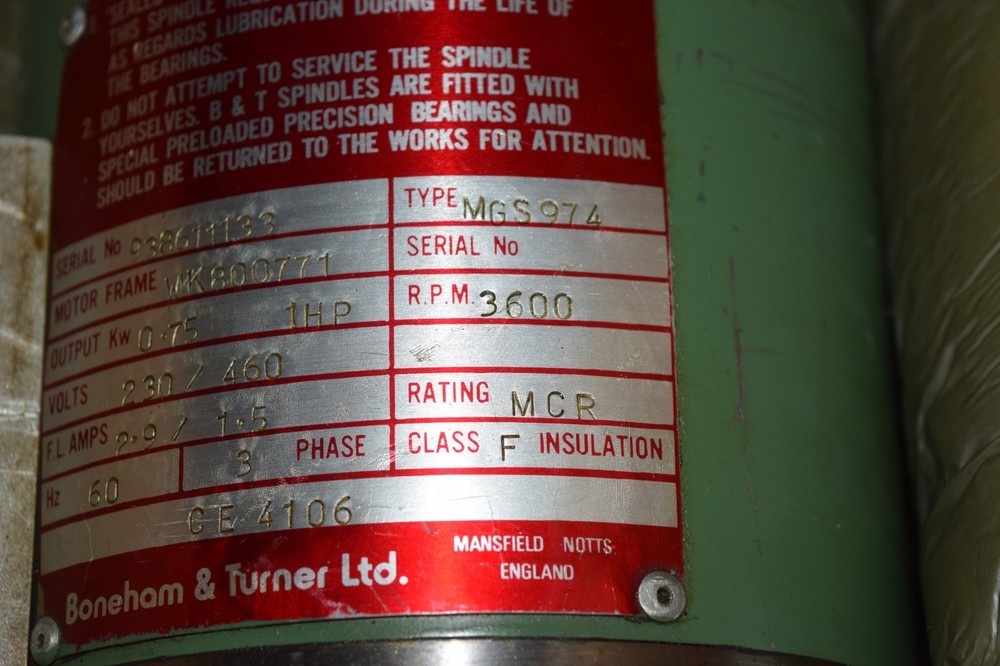 SEALED
THIS SPINDLE
AS REGARDS LUBRICATION DURING THE LIFE OF
THE BEARINGS.
2. DO NOT ATTEMPT TO SERVICE THE SPINDLE
YOURSELVES. B & T SPINDLES ARE FITTED WITH
SPECIAL PRELOADED PRECISION BEARINGS AND
SHOULD BE RETURNED TO THE WORKS FOR ATTENTION.
TYPE MGS974
SERIAL No 938611133
SERIAL No
MOTOR FRAME WK800771
R.P.M. 3600
OUTPUT Kw 0.75 1HP
VOLTS 230 / 460
RATING MCR
F.L. AMPS 2.9 / 1.5
CLASS F INSULATION
Hz 60 3 PHASE
CE 4106
Boneham & Turner Ltd.
MANSFIELD NOTTS
ENGLAND